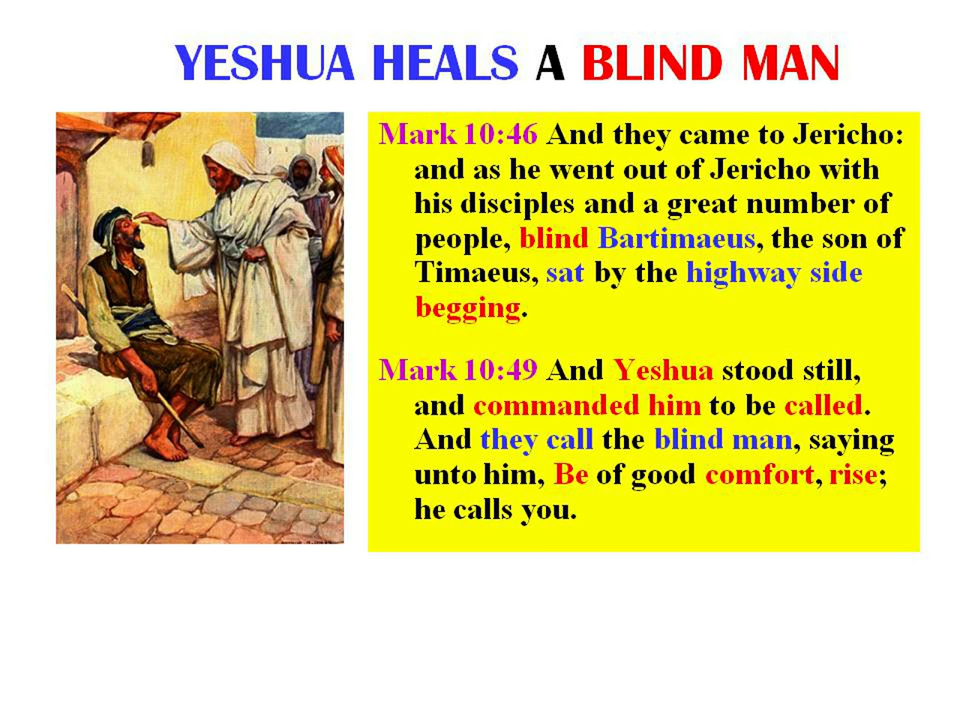 YESHUA HEALS A BLIND MAN
Mark 10:46 And they came to Jericho:
and as he went out of Jericho with
his disciples and a great number of
people, blind Bartimaeus, the son of
Timaeus, sat by the highway side
begging.
Mark 10:49 And Yeshua stood still,
and commanded him to be called.
And they call the blind man, saying
unto him, Be of good comfort, rise;
he calls you.